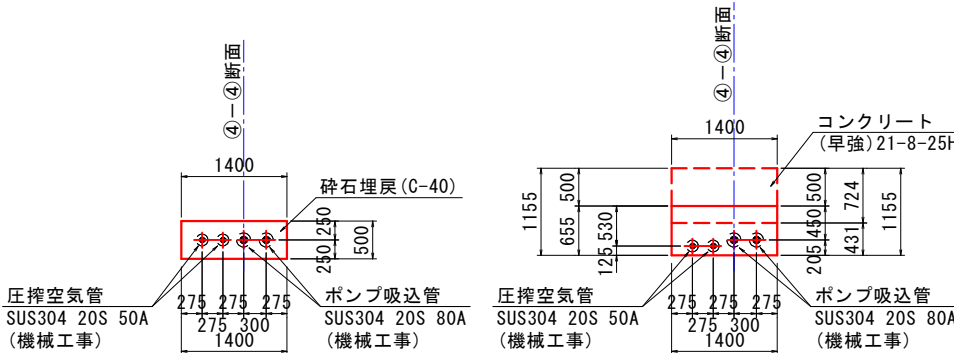 ④－④断面
1400
砕石埋戻(C-40)
250
250
500
圧搾空気管
SUS304 20S 50A
(機械工事)
275
275
275
300
1400
ポンプ吸込管
SUS304 20S 80A
(機械工事)
④－④断面
コンクリート
(早強)21-8-25H
1400
1155
500
655
530
125
500
450
205
724
431
1155
圧搾空気管
SUS304 20S 50A
(機械工事)
275
275
275
300
1400
ポンプ吸込管
SUS304 20S 80A
(機械工事)